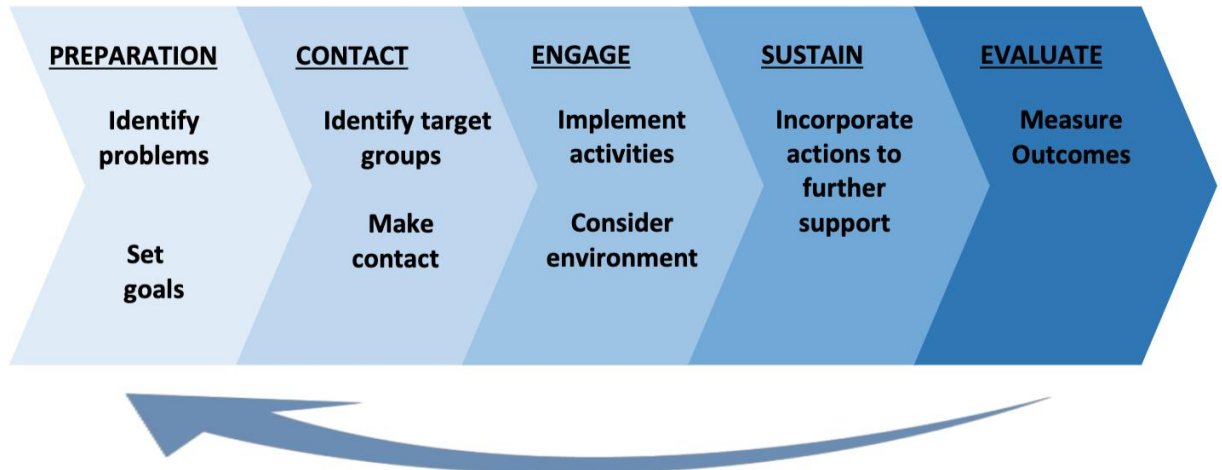 PREPARATION
Identify
problems
Set
goals
CONTACT
Identify target
groups
Make
contact
ENGAGE
Implement
activities
Consider
environment
SUSTAIN
Incorporate
actions to
further
support
EVALUATE
Measure
Outcomes